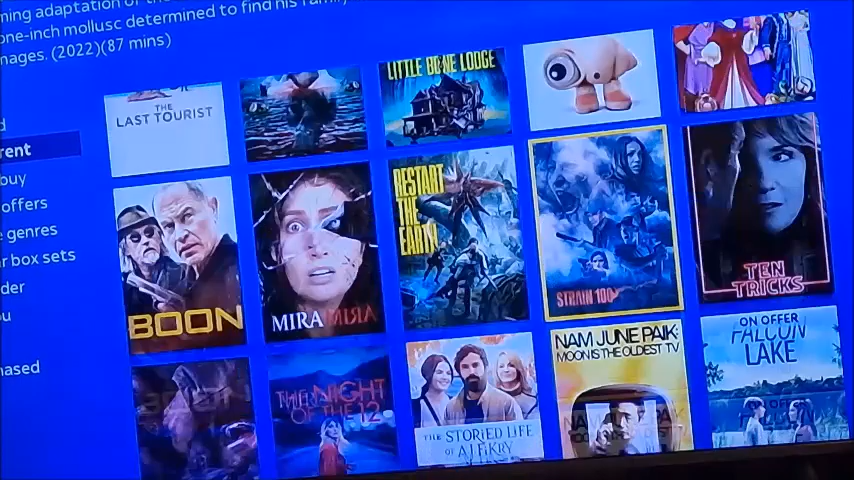 ming adaptation of the
one-inch mollusc determined to find his family
mages. (2022)(87 mins)
d
rent
buy
offers
genres
r box sets
der
u
hased
THE
LAST TOURIST
LITTLE BONE LODGE
BOON
MIRA MIRA
RESTART
THE
EARTH
STRAIN 100
TEN
TRICKS
THE NIGHT
OF THE 12
THE STORIED LIFE
OF A J FIKRY
NAM JUNE PAIK:
MOON IS THE OLDEST TV
ON OFFER
FALCON
LAKE